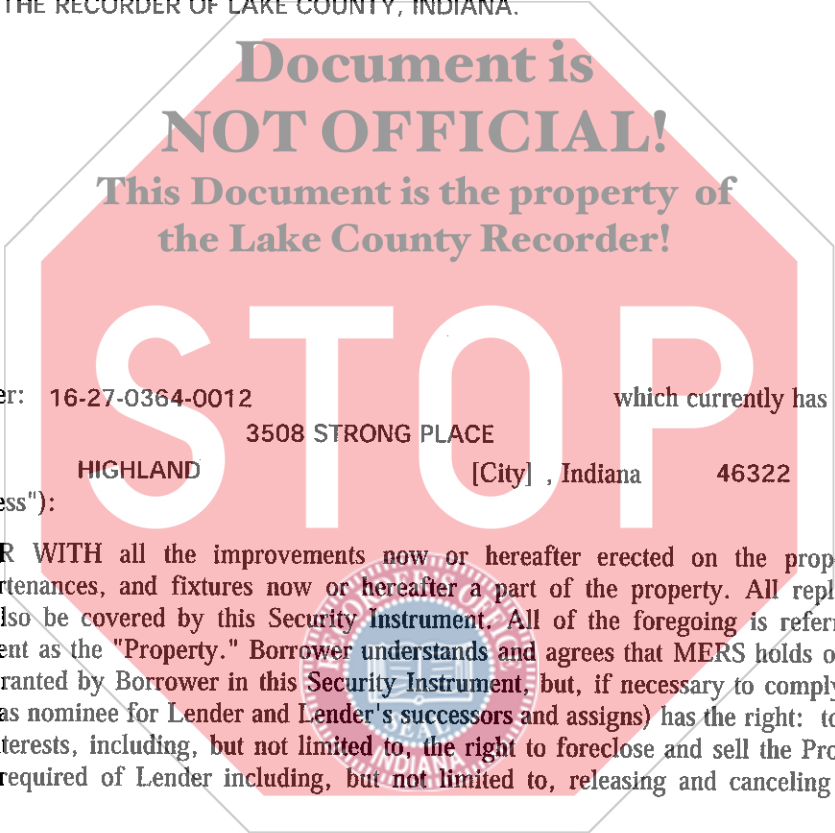 THE RECORDER OF LAKE COUNTY, INDIANA.
Document is
NOT OFFICIAL!
This Document is the property of
the Lake County Recorder!
STOP
er: 16-27-0364-0012 which currently has
3508 STRONG PLACE
HIGHLAND [City] , Indiana 46322
ess"):
R WITH all the improvements now or hereafter erected on the prop
rtenances, and fixtures now or hereafter a part of the property. All repl
lso be covered by this Security Instrument. All of the foregoing is referr
ent as the "Property." Borrower understands and agrees that MERS holds o
ranted by Borrower in this Security Instrument, but, if necessary to comply
as nominee for Lender and Lender's successors and assigns) has the right: to
terests, including, but not limited to, the right to foreclose and sell the Pro
required of Lender including, but not limited to, releasing and canceling
RECORDER'S OFFICE
SEAL
INDIANA